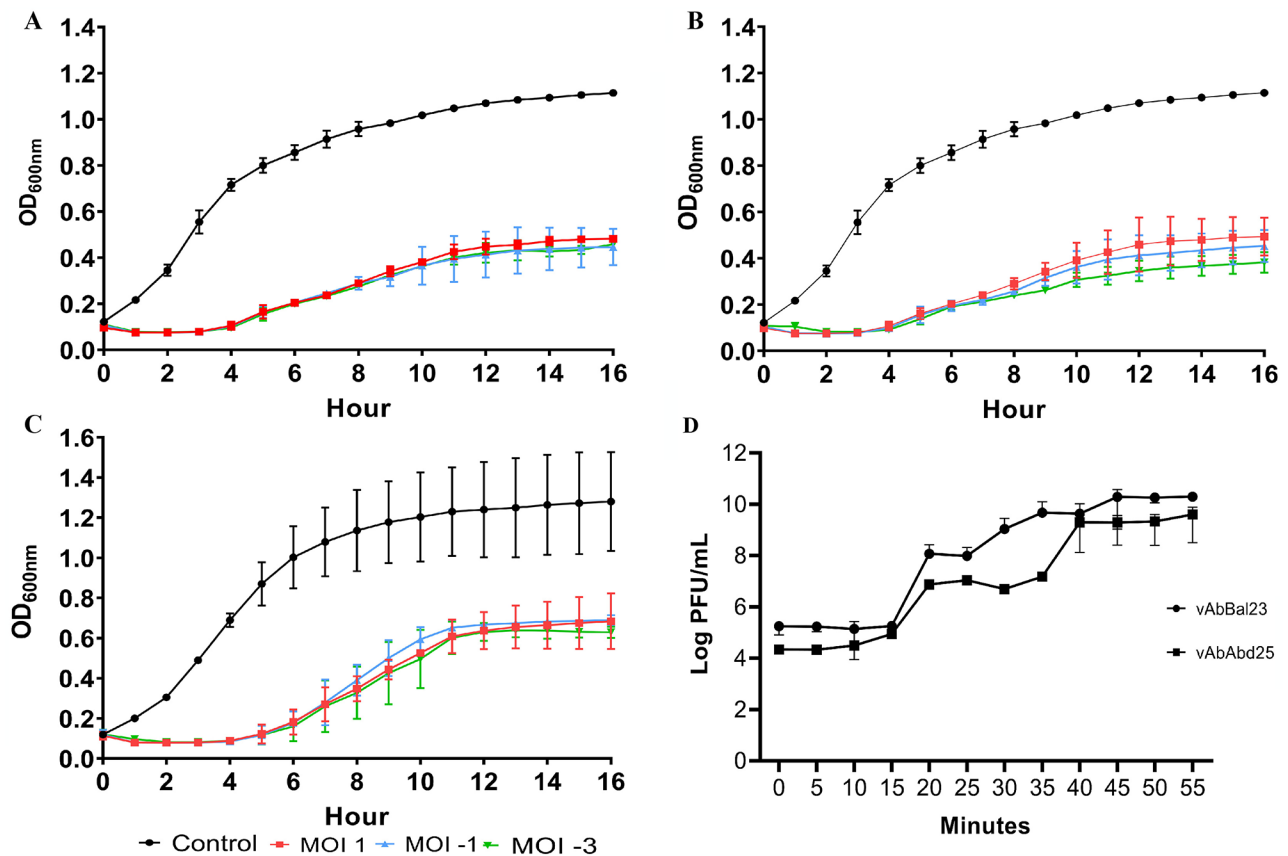 A
OD600nm
1.4
1.2
1.0
0.8
0.6
0.4
0.2
0.0
0 2 4 6 8 10 12 14 16
Hour
B
OD600nm
1.4
1.2
1.0
0.8
0.6
0.4
0.2
0.0
0 2 4 6 8 10 12 14 16
Hour
C
OD600nm
1.6
1.4
1.2
1.0
0.8
0.6
0.4
0.2
0.0
0 2 4 6 8 10 12 14 16
Hour
D
Log PFU/mL
12
10
8
6
4
2
0
0 5 10 15 20 25 30 35 40 45 50 55
Minutes
vAbBal23
vAbAbd25
Control MOI 1 MOI -1 MOI -3